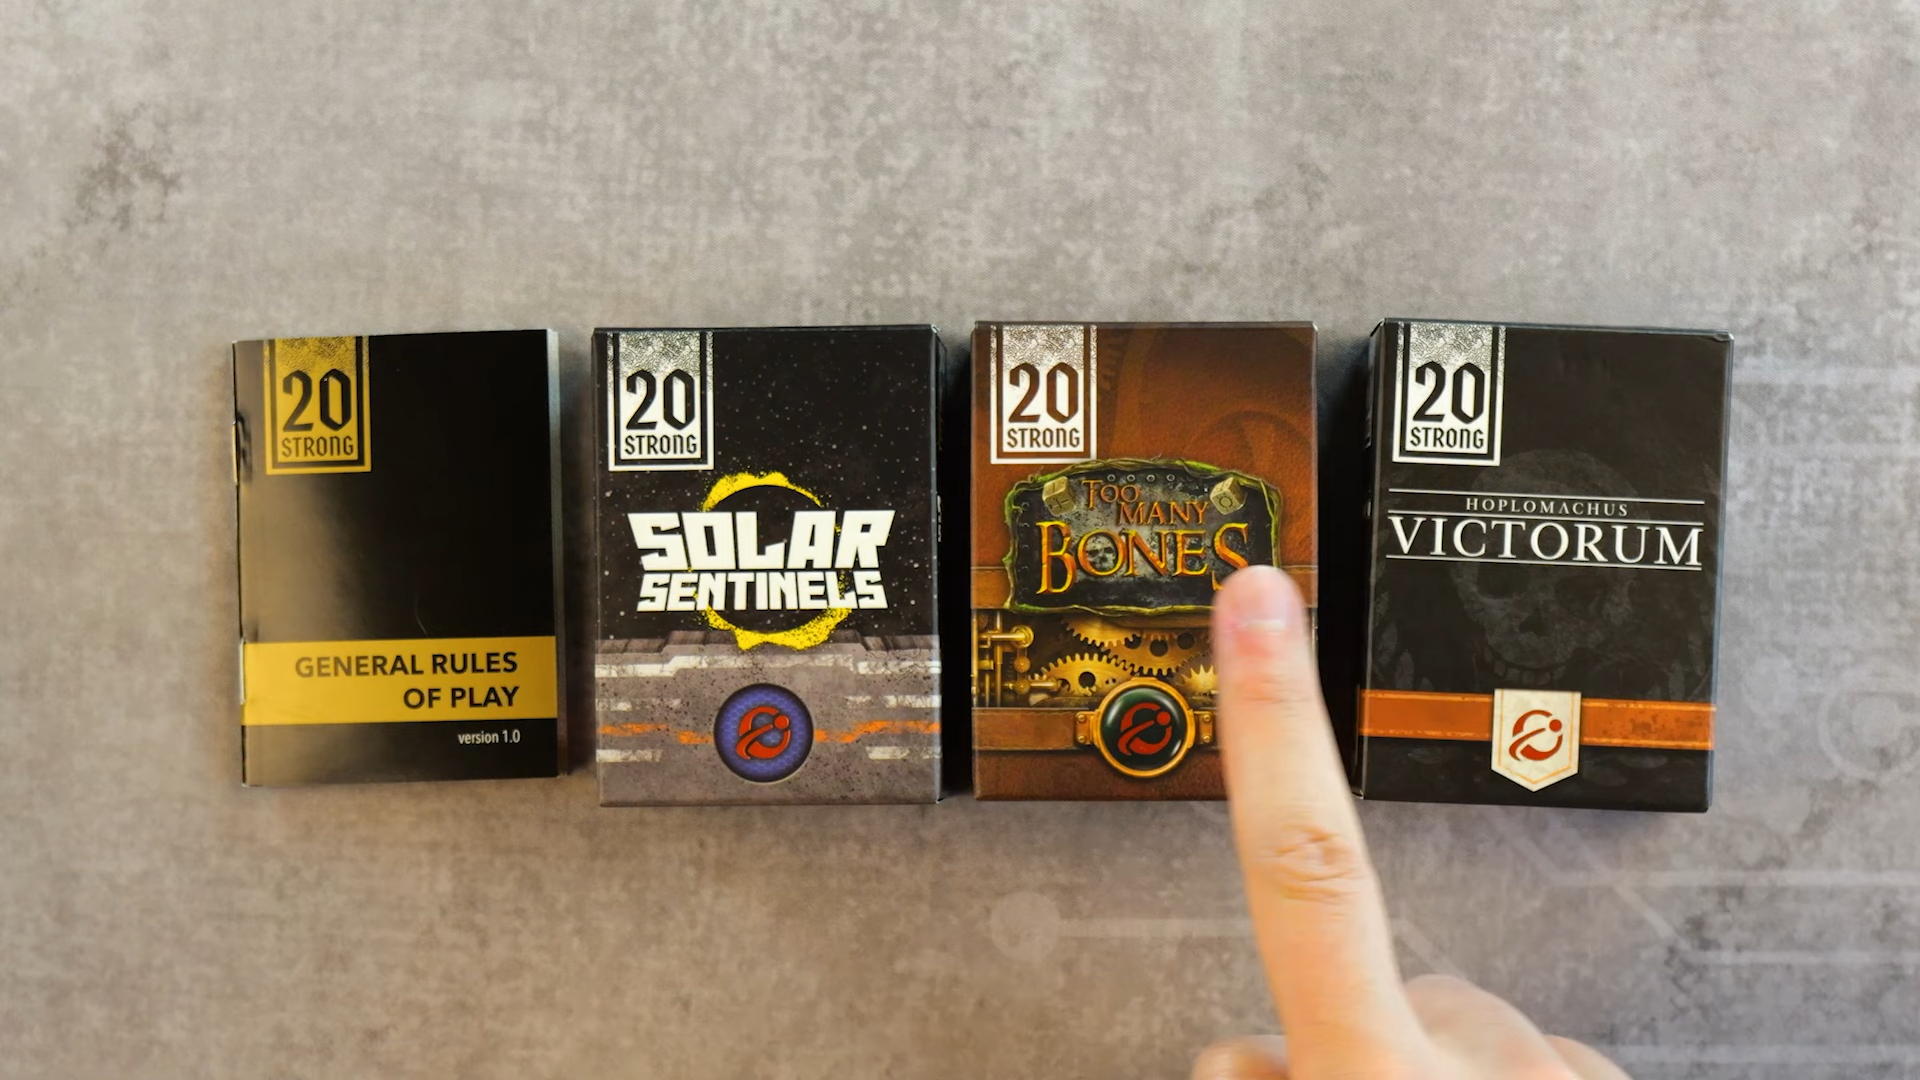 20
STRONG
GENERAL RULES
OF PLAY
version 1.0
20
STRONG
SOLAR
SENTINELS
20
STRONG
TOO
MANY
BONES
20
STRONG
HOPLOMACHUS
VICTORUM